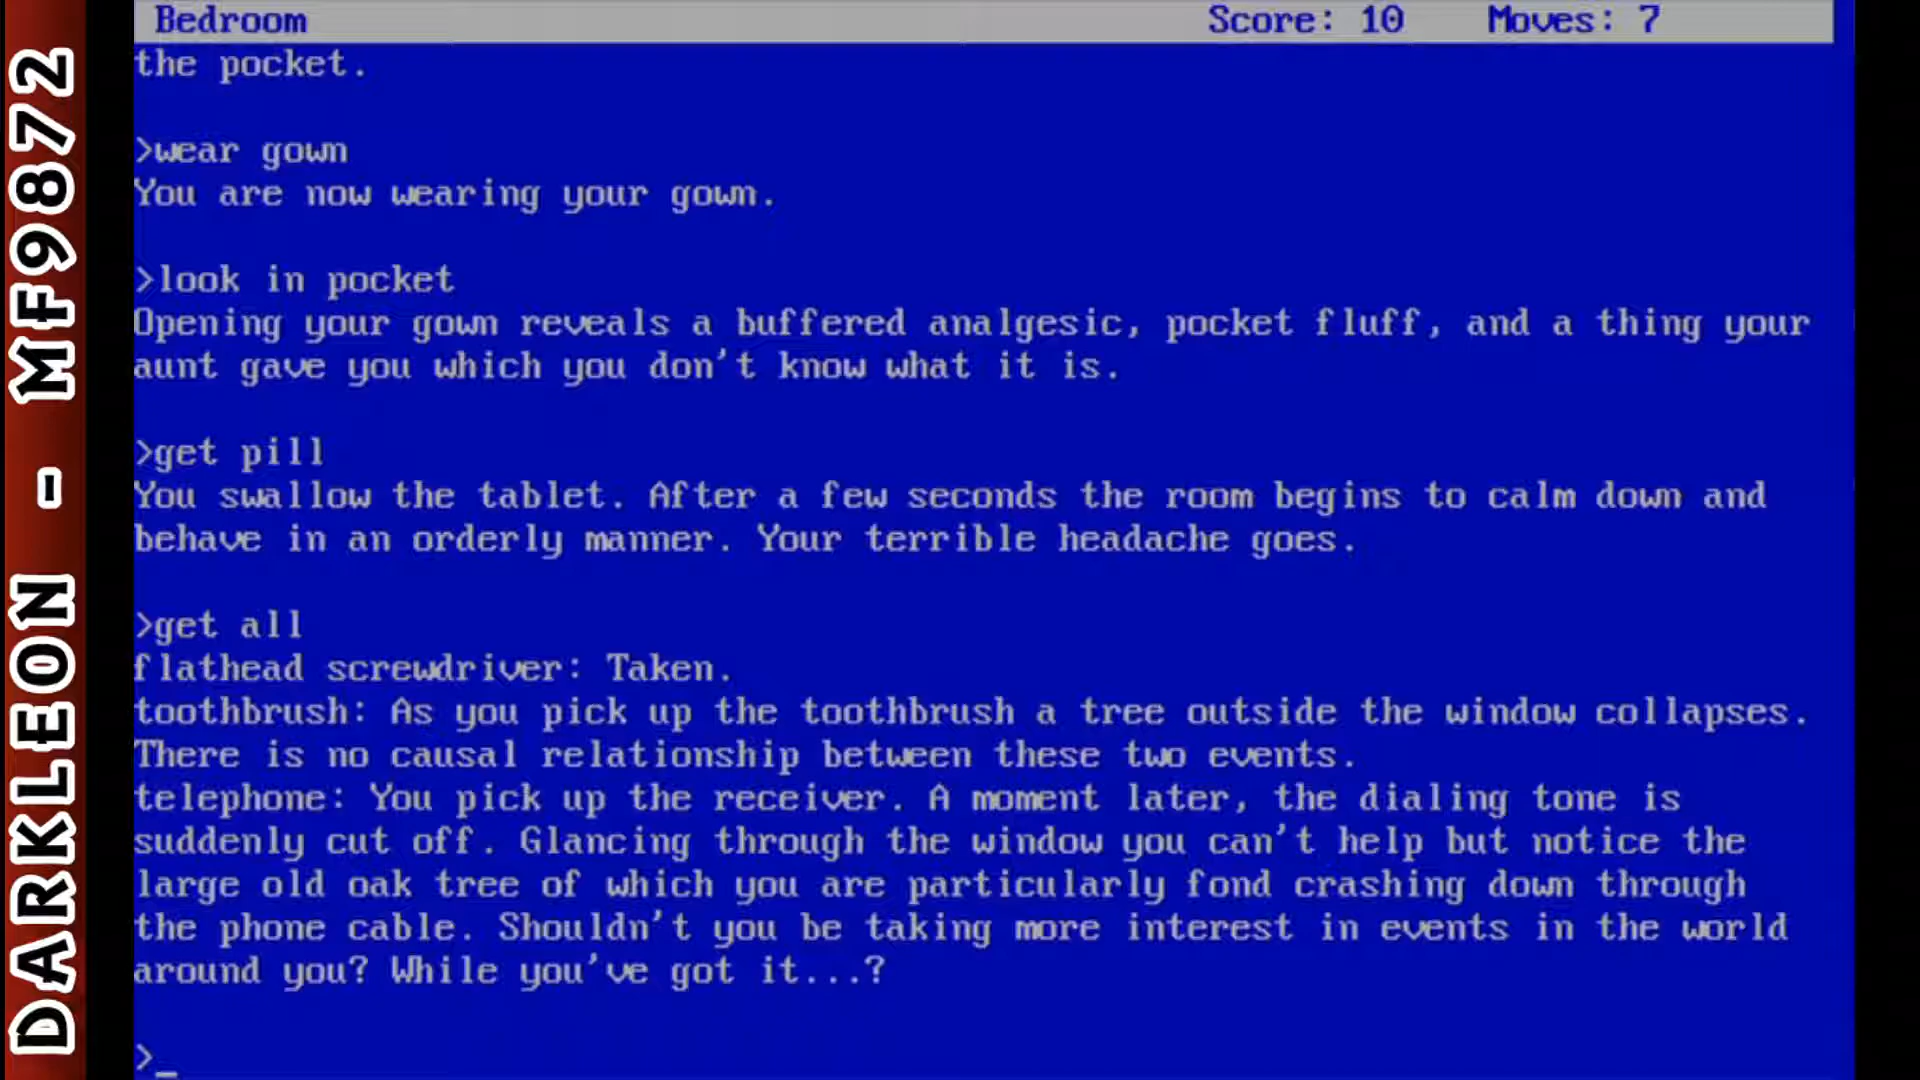 Bedroom Score: 10 Moves: 7
the pocket.
>wear gown
You are now wearing your gown.
>look in pocket
Opening your gown reveals a buffered analgesic, pocket fluff, and a thing your
aunt gave you which you don't know what it is.
>get pill
You swallow the tablet. After a few seconds the room begins to calm down and
behave in an orderly manner. Your terrible headache goes.
>get all
flathead screwdriver: Taken.
toothbrush: As you pick up the toothbrush a tree outside the window collapses.
There is no causal relationship between these two events.
telephone: You pick up the receiver. A moment later, the dialing tone is
suddenly cut off. Glancing through the window you can't help but notice the
large old oak tree of which you are particularly fond crashing down through
the phone cable. Shouldn't you be taking more interest in events in the world
around you? While you've got it...?
>_
DARKLEON - MF9872